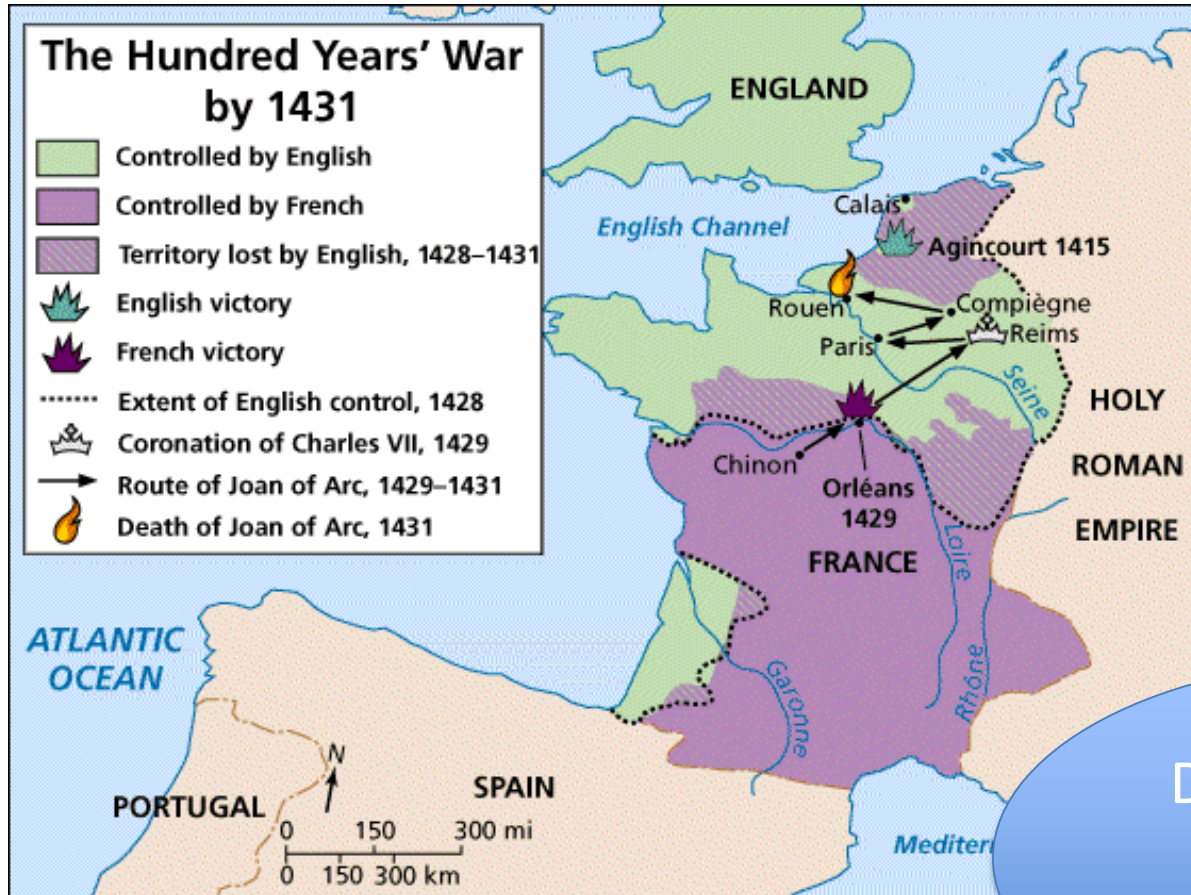 The Hundred Years' War
by 1431
Controlled by English
Controlled by French
Territory lost by English, 1428–1431
English victory
French victory
Extent of English control, 1428
Coronation of Charles VII, 1429
Route of Joan of Arc, 1429–1431
Death of Joan of Arc, 1431
ENGLAND
Calais
English Channel
Agincourt 1415
Rouen
Compiègne
Reims
Paris
Seine
HOLY
ROMAN
EMPIRE
Chinon
Orléans
1429
FRANCE
Loire
Rhône
Garonne
ATLANTIC
OCEAN
N
PORTUGAL
SPAIN
0 150 300 mi
0 150 300 km